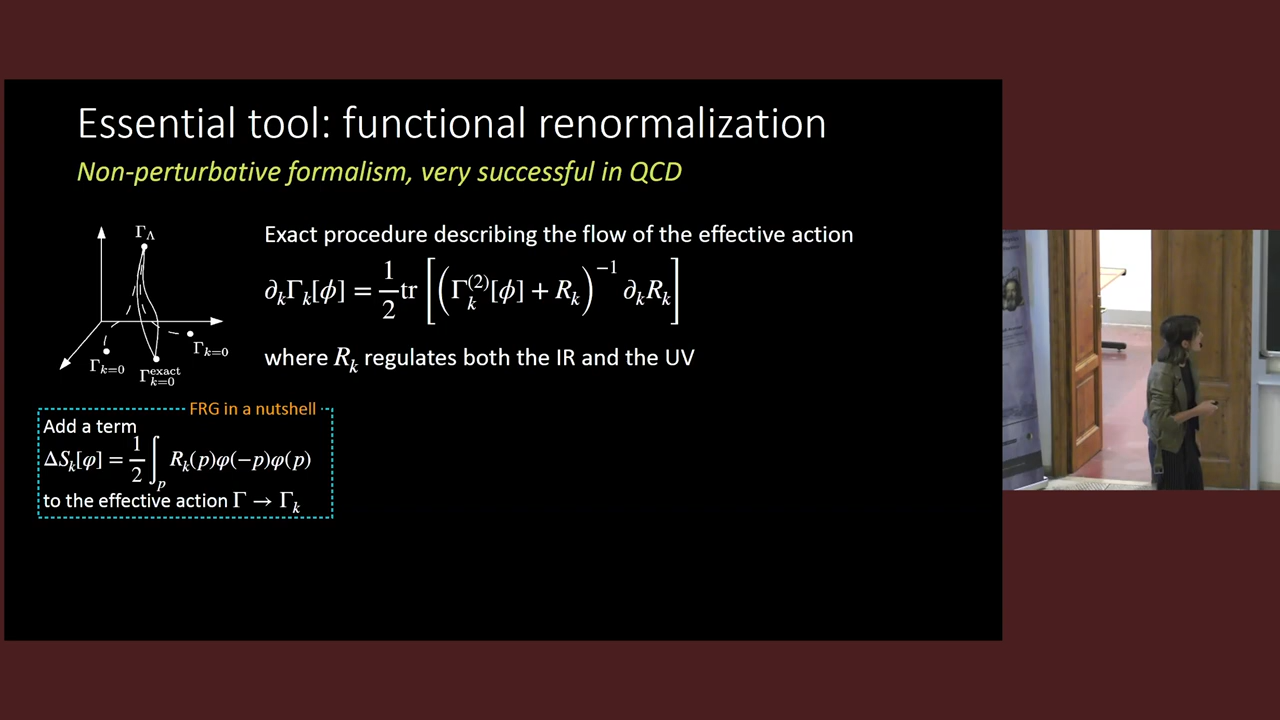 Essential tool: functional renormalization
Non-perturbative formalism, very successful in QCD
Γ_Λ
Γ_{k=0}
Γ_{k=0}^{exact}
Γ_{k=0}
Exact procedure describing the flow of the effective action
∂_kΓ_k[ϕ] = \frac{1}{2}tr [(Γ_k^{(2)}[ϕ] + R_k)^{-1} ∂_kR_k]
where R_k regulates both the IR and the UV
FRG in a nutshell
Add a term
ΔS_k[φ] = \frac{1}{2}∫_p R_k(p)φ(−p)φ(p)
to the effective action Γ → Γ_k